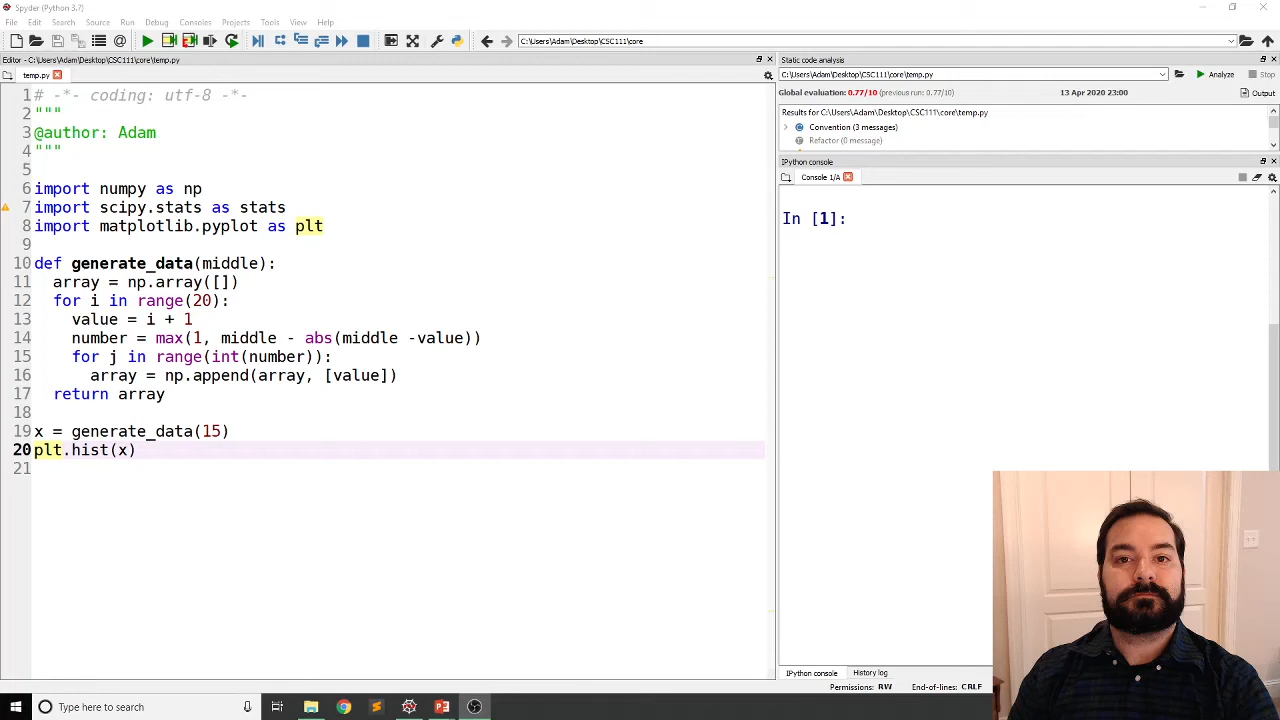 Spyder (Python 3.7)
File Edit Search Source Run Debug Consoles Projects Tools View Help
C:\Users\Adam\Desktop\CSC111\core
Editor - C:\Users\Adam\Desktop\CSC111\core\temp.py
temp.py
1 # -*- coding: utf-8 -*-
2 """
3 @author: Adam
4 """
5
6 import numpy as np
7 import scipy.stats as stats
8 import matplotlib.pyplot as plt
9
10 def generate_data(middle):
11 array = np.array([])
12 for i in range(20):
13 value = i + 1
14 number = max(1, middle - abs(middle -value))
15 for j in range(int(number)):
16 array = np.append(array, [value])
17 return array
18
19 x = generate_data(15)
20 plt.hist(x)
21
Static code analysis
C:\Users\Adam\Desktop\CSC111\core\temp.py Analyze Stop
Global evaluation: 0.77/10 (previous run: 0.77/10) 13 Apr 2020 23:00 Output
Results for C:\Users\Adam\Desktop\CSC111\core\temp.py
Convention (3 messages)
Refactor (0 message)
IPython console
Console 1/A
In [1]:
IPython console History log
Permissions: RW End-of-lines: CRLF
Type here to search